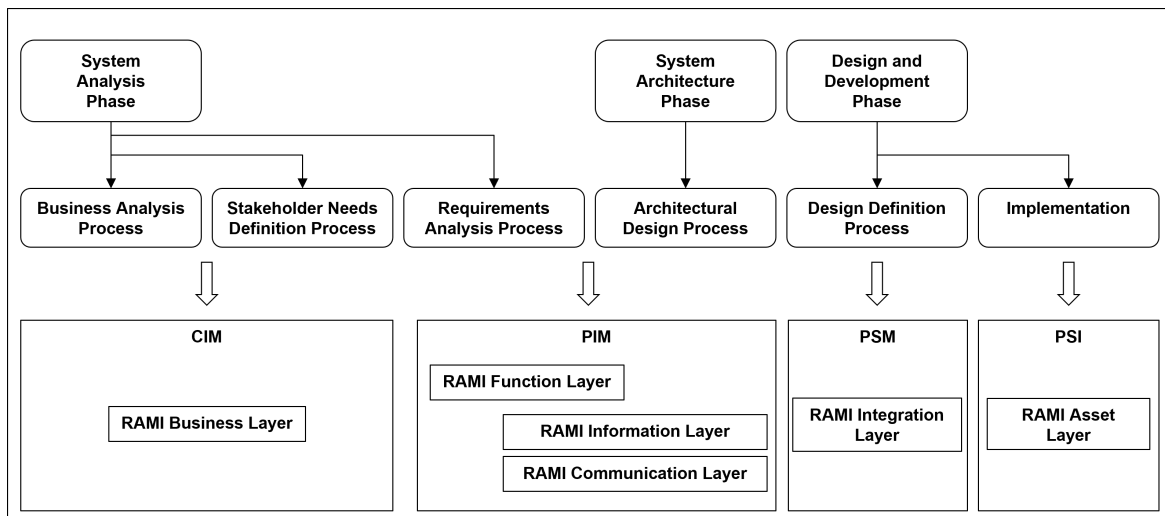 System
Analysis
Phase
System
Architecture
Phase
Design and
Development
Phase
Business Analysis
Process
Stakeholder Needs
Definition Process
Requirements
Analysis Process
Architectural
Design Process
Design Definition
Process
Implementation
CIM
RAMI Business Layer
PIM
RAMI Function Layer
RAMI Information Layer
RAMI Communication Layer
PSM
RAMI Integration
Layer
PSI
RAMI Asset
Layer